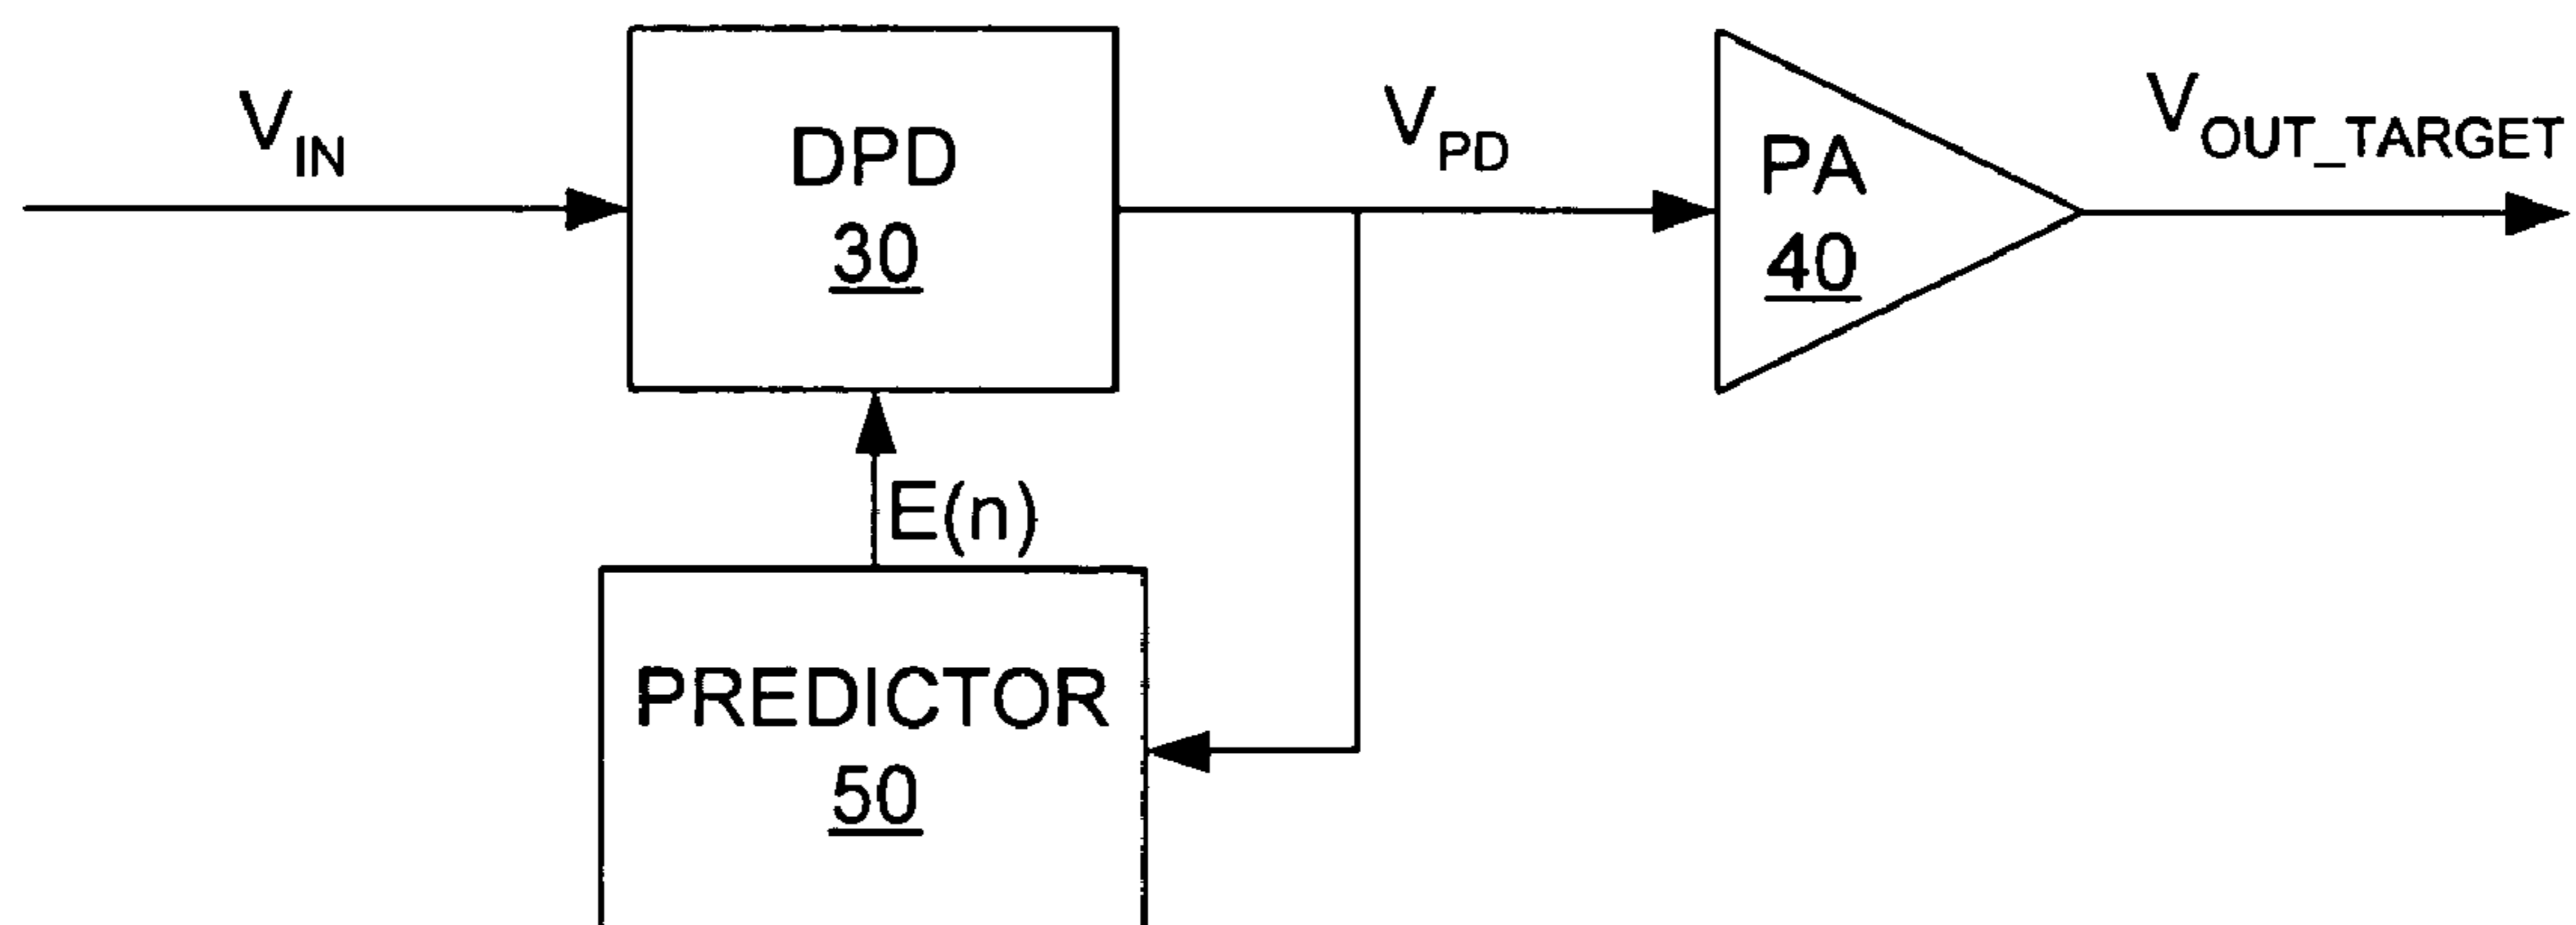 V_IN
DPD
30
V_PD
PA
40
V_OUT_TARGET
E(n)
PREDICTOR
50